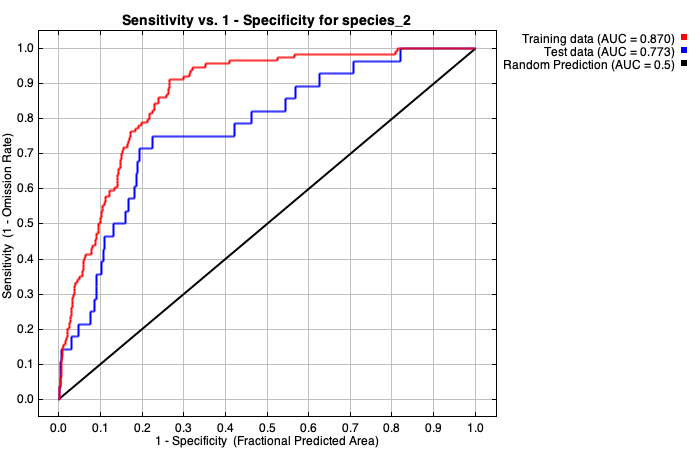 Sensitivity vs. 1 - Specificity for species_2
Training data (AUC = 0.870)
Test data (AUC = 0.773)
Random Prediction (AUC = 0.5)
Sensitivity (1 - Omission Rate)
1.0
0.9
0.8
0.7
0.6
0.5
0.4
0.3
0.2
0.1
0.0
0.0 0.1 0.2 0.3 0.4 0.5 0.6 0.7 0.8 0.9 1.0
1 - Specificity (Fractional Predicted Area)